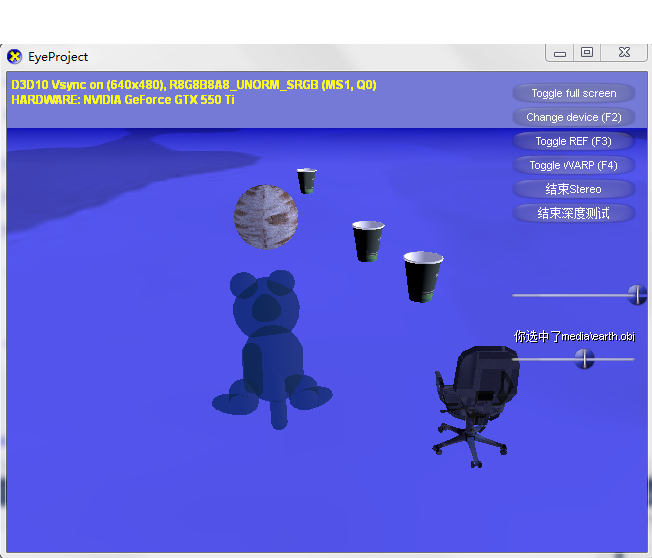 EyeProject
D3D10 Vsync on (640x480), R8G8B8A8_UNORM_SRGB (MS1, Q0)
HARDWARE: NVIDIA GeForce GTX 550 Ti
Toggle full screen
Change device (F2)
Toggle REF (F3)
Toggle WARP (F4)
结束Stereo
结束深度测试
你选中了media\earth.obj